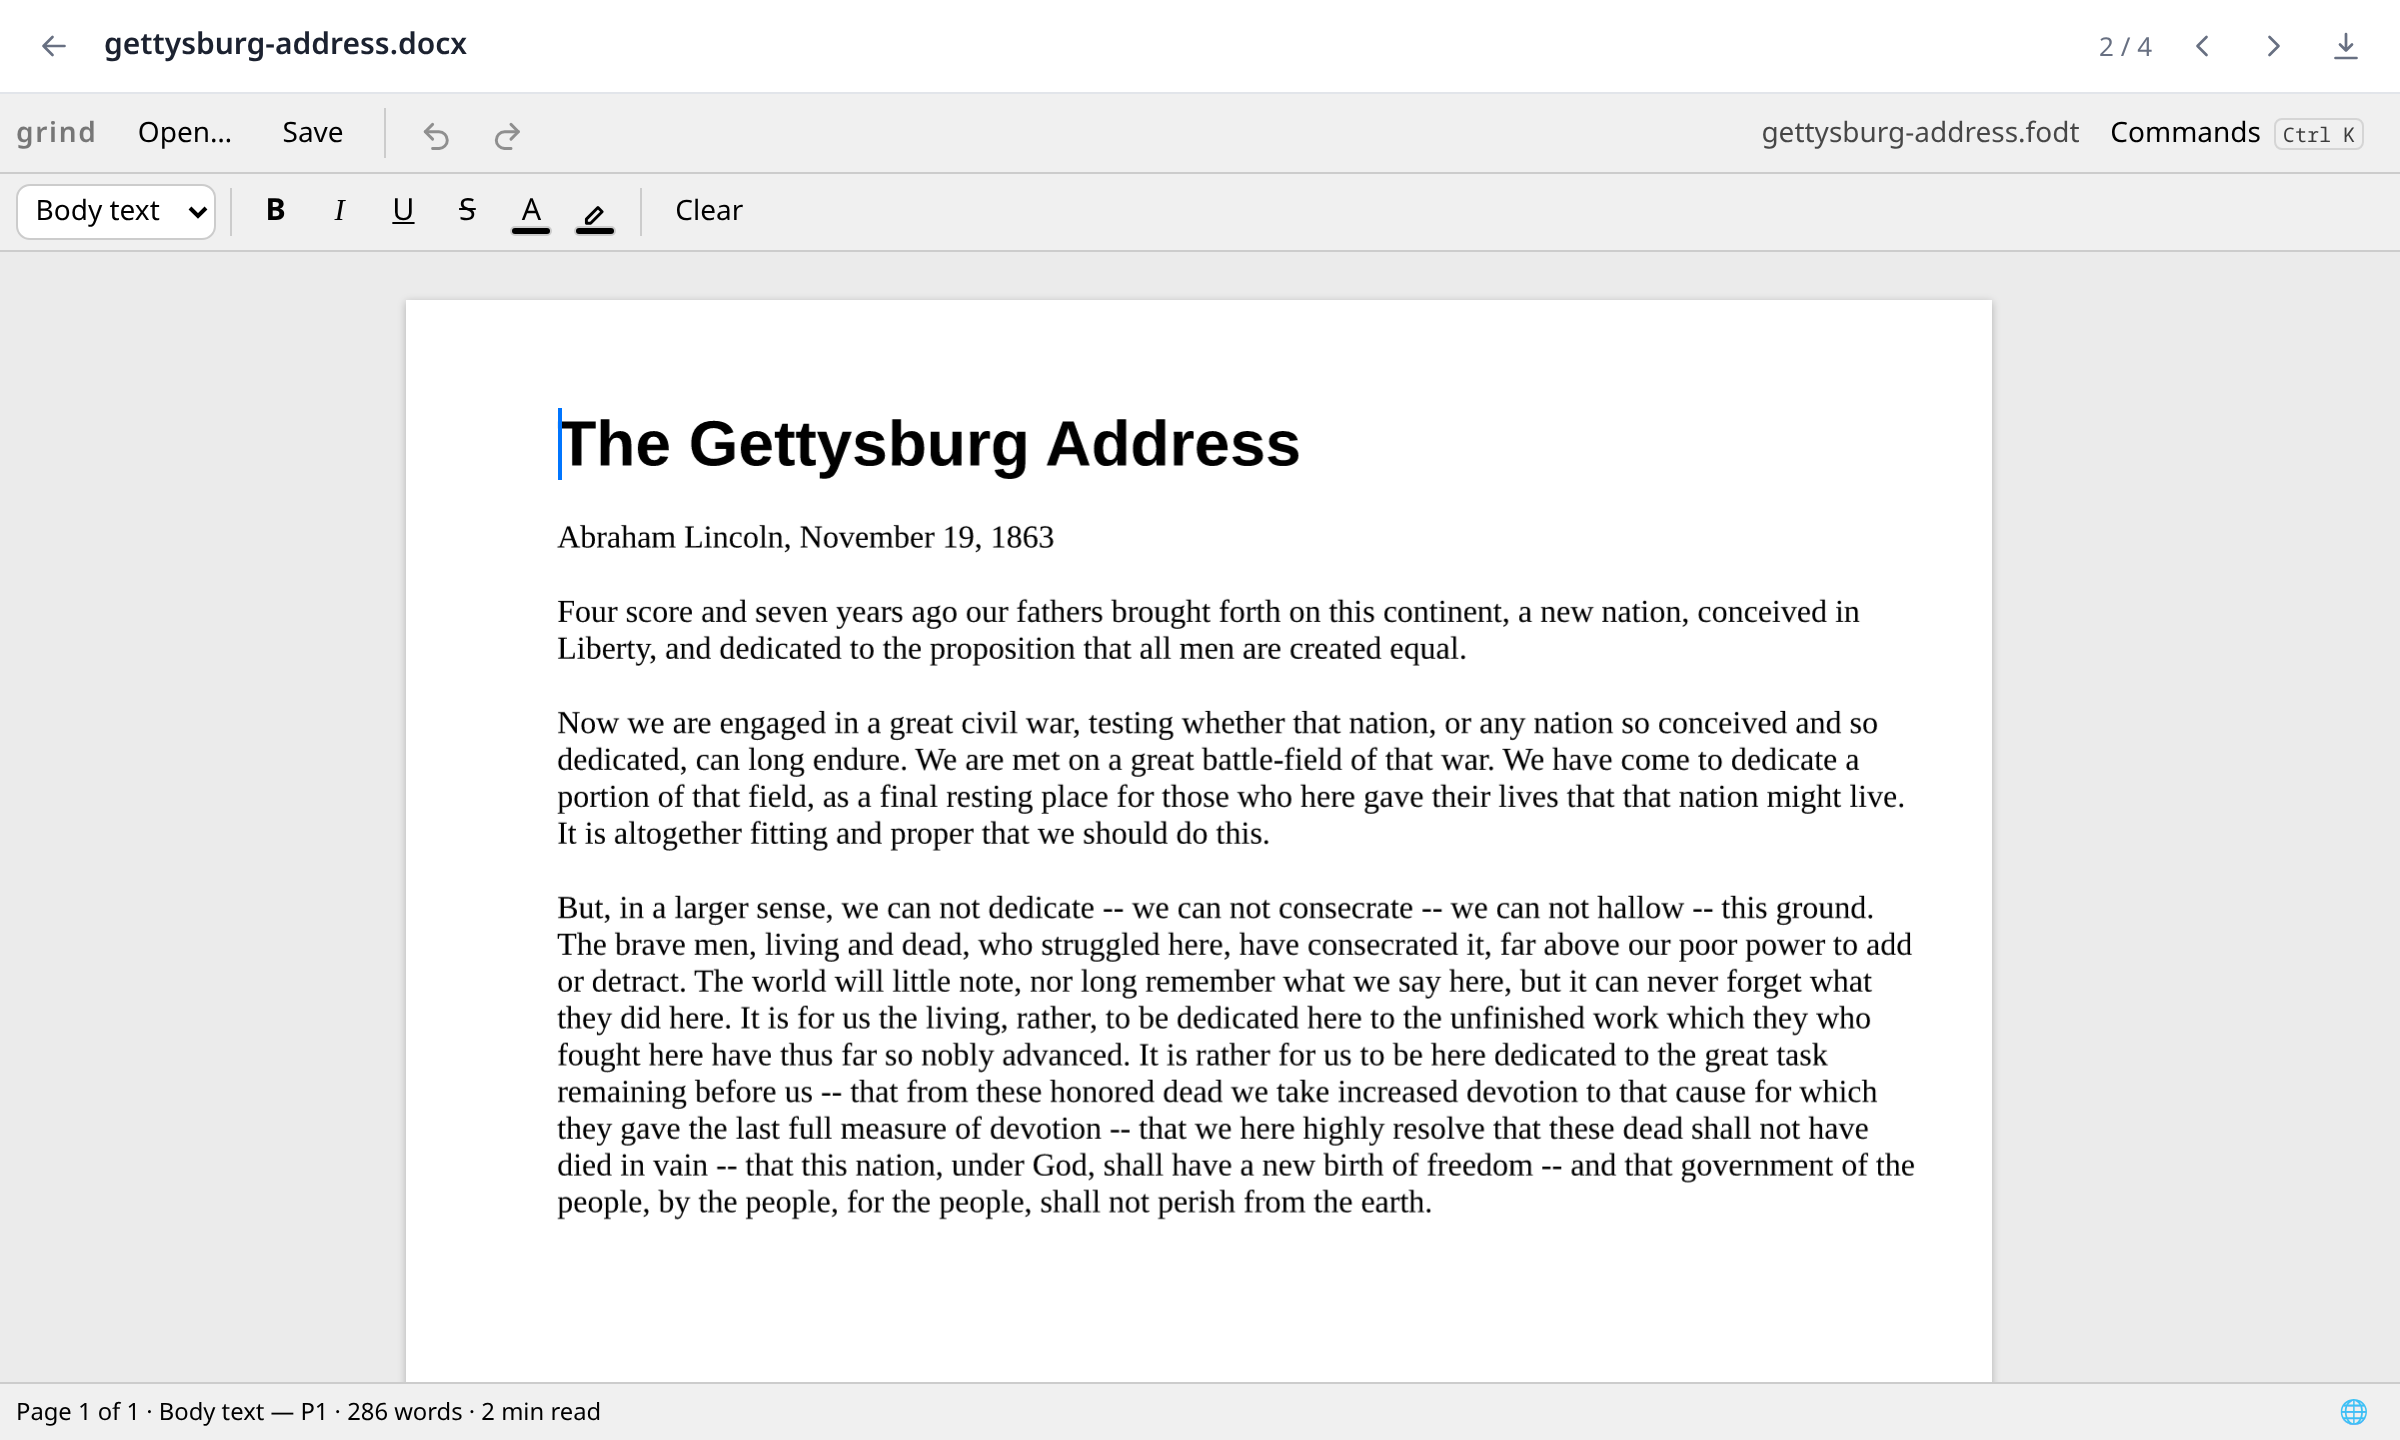 gettysburg-address.docx
2 / 4
grind Open... Save
gettysburg-address.fodt Commands Ctrl K
Body text B I U S A Clear
The Gettysburg Address
Abraham Lincoln, November 19, 1863
Four score and seven years ago our fathers brought forth on this continent, a new nation, conceived in
Liberty, and dedicated to the proposition that all men are created equal.
Now we are engaged in a great civil war, testing whether that nation, or any nation so conceived and so
dedicated, can long endure. We are met on a great battle-field of that war. We have come to dedicate a
portion of that field, as a final resting place for those who here gave their lives that that nation might live.
It is altogether fitting and proper that we should do this.
But, in a larger sense, we can not dedicate -- we can not consecrate -- we can not hallow -- this ground.
The brave men, living and dead, who struggled here, have consecrated it, far above our poor power to add
or detract. The world will little note, nor long remember what we say here, but it can never forget what
they did here. It is for us the living, rather, to be dedicated here to the unfinished work which they who
fought here have thus far so nobly advanced. It is rather for us to be here dedicated to the great task
remaining before us -- that from these honored dead we take increased devotion to that cause for which
they gave the last full measure of devotion -- that we here highly resolve that these dead shall not have
died in vain -- that this nation, under God, shall have a new birth of freedom -- and that government of the
people, by the people, for the people, shall not perish from the earth.
Page 1 of 1 · Body text — P1 · 286 words · 2 min read